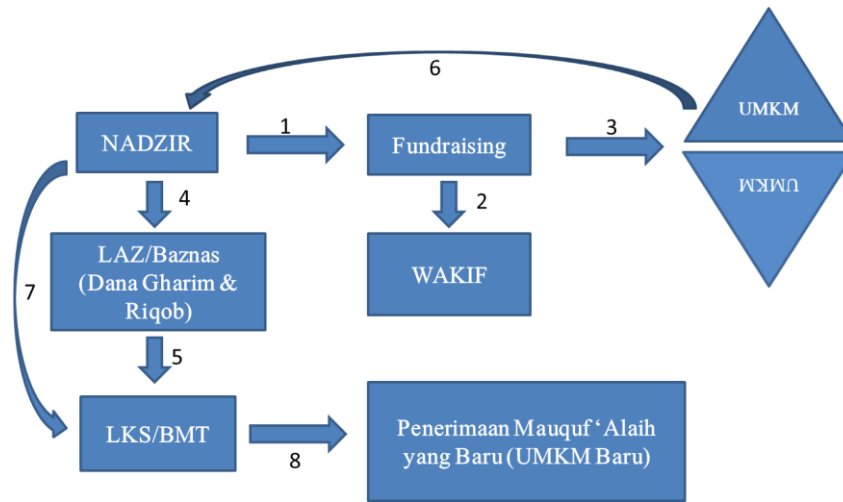 6
UMKM
NADZIR
1
Fundraising
3
UMKM
4
2
LAZ/Baznas
(Dana Gharim &
Riqob)
WAKIF
7
5
LKS/BMT
8
Penerimaan Mauquf ‘Alaih
yang Baru (UMKM Baru)